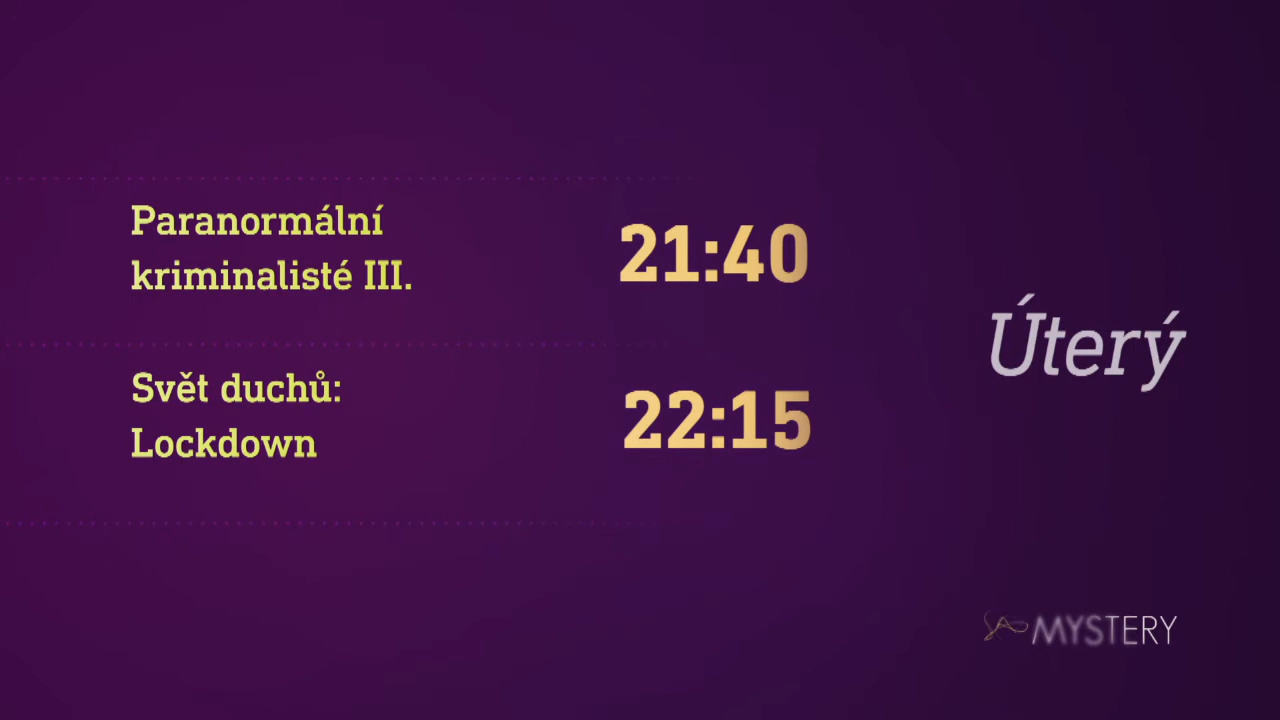 Paranormální
kriminalisté III.
21:40
Svět duchů:
Lockdown
22:15
Úterý
MYSTERY